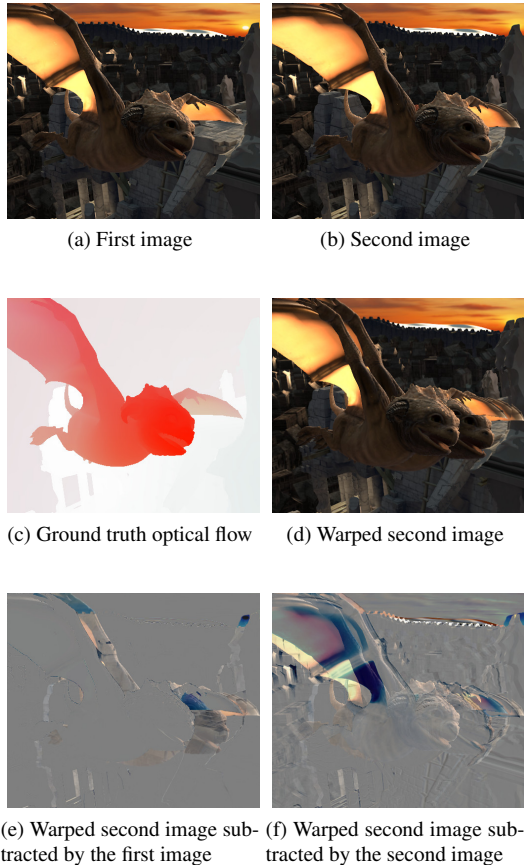 (a) First image
(b) Second image
(c) Ground truth optical flow
(d) Warped second image
(e) Warped second image sub-
tracted by the first image
(f) Warped second image sub-
tracted by the second image